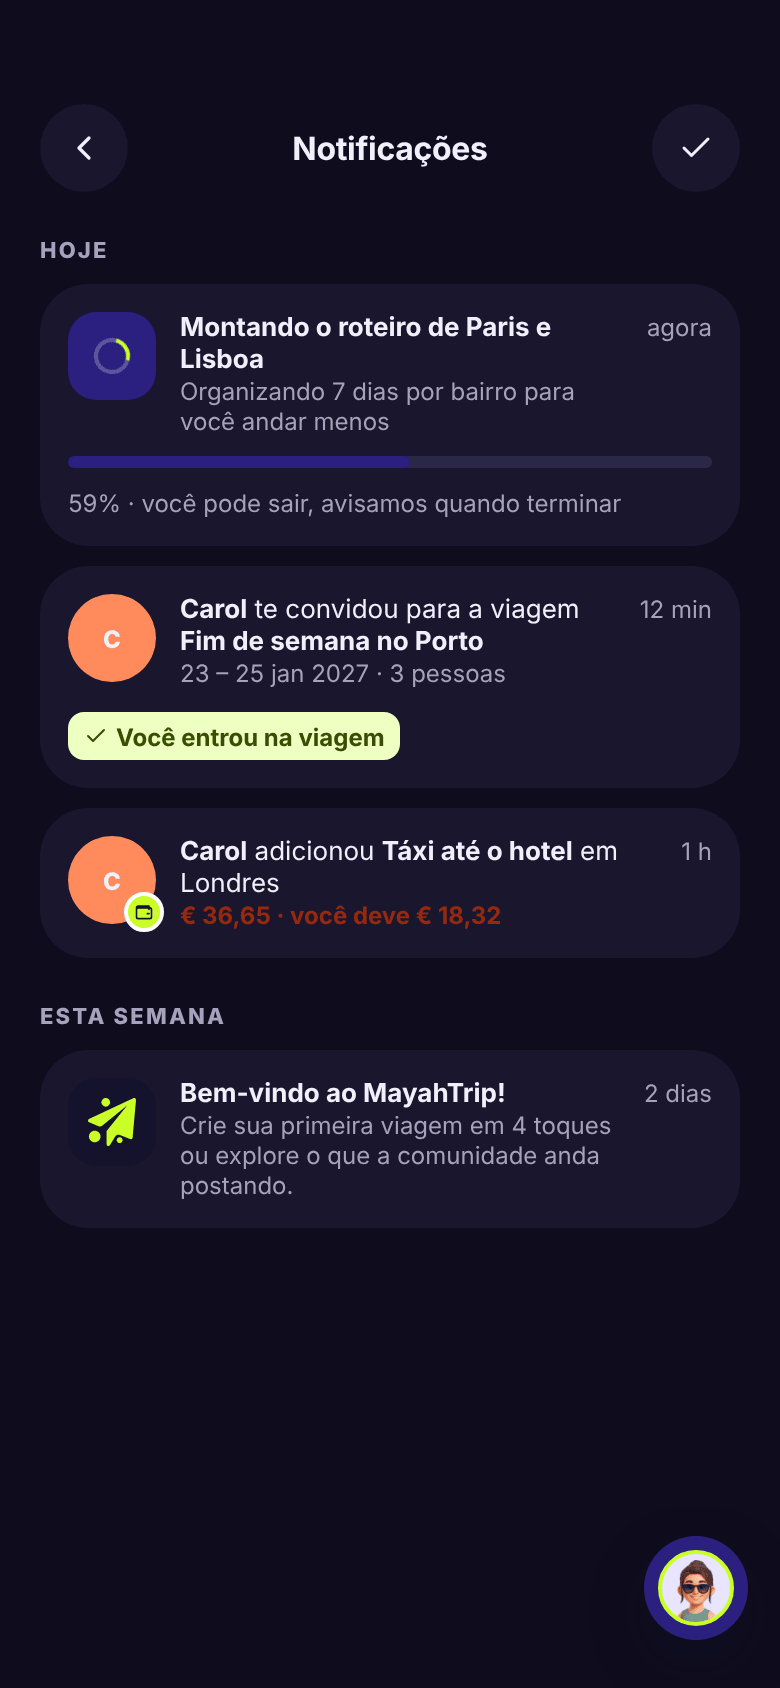 Notificações
HOJE
Montando o roteiro de Paris e
Lisboa
agora
Organizando 7 dias por bairro para
você andar menos
59% · você pode sair, avisamos quando terminar
C
Carol te convidou para a viagem
Fim de semana no Porto
12 min
23 – 25 jan 2027 · 3 pessoas
Você entrou na viagem
C
Carol adicionou Táxi até o hotel em
Londres
1 h
€ 36,65 · você deve € 18,32
ESTA SEMANA
Bem-vindo ao MayahTrip!
2 dias
Crie sua primeira viagem em 4 toques
ou explore o que a comunidade anda
postando.